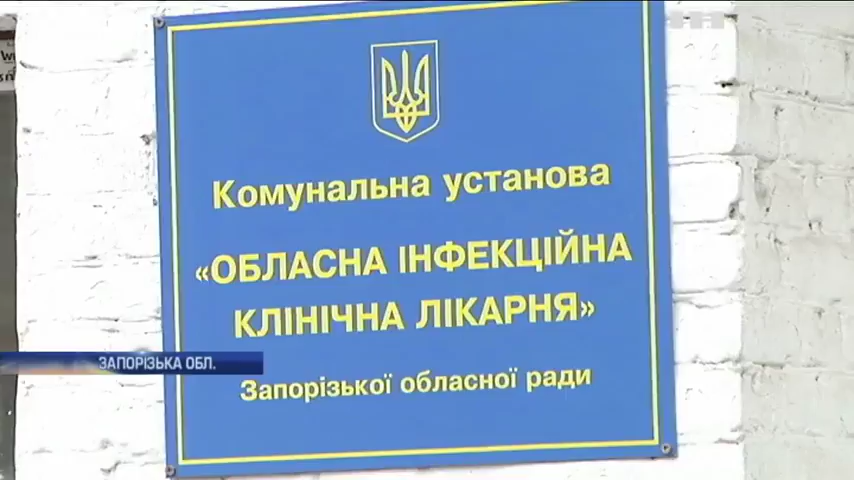 Комунальна установа
«ОБЛАСНА ІНФЕКЦІЙНА
КЛІНІЧНА ЛІКАРНЯ»
ЗАПОРІЗЬКА ОБЛ.
Запорізької обласної ради